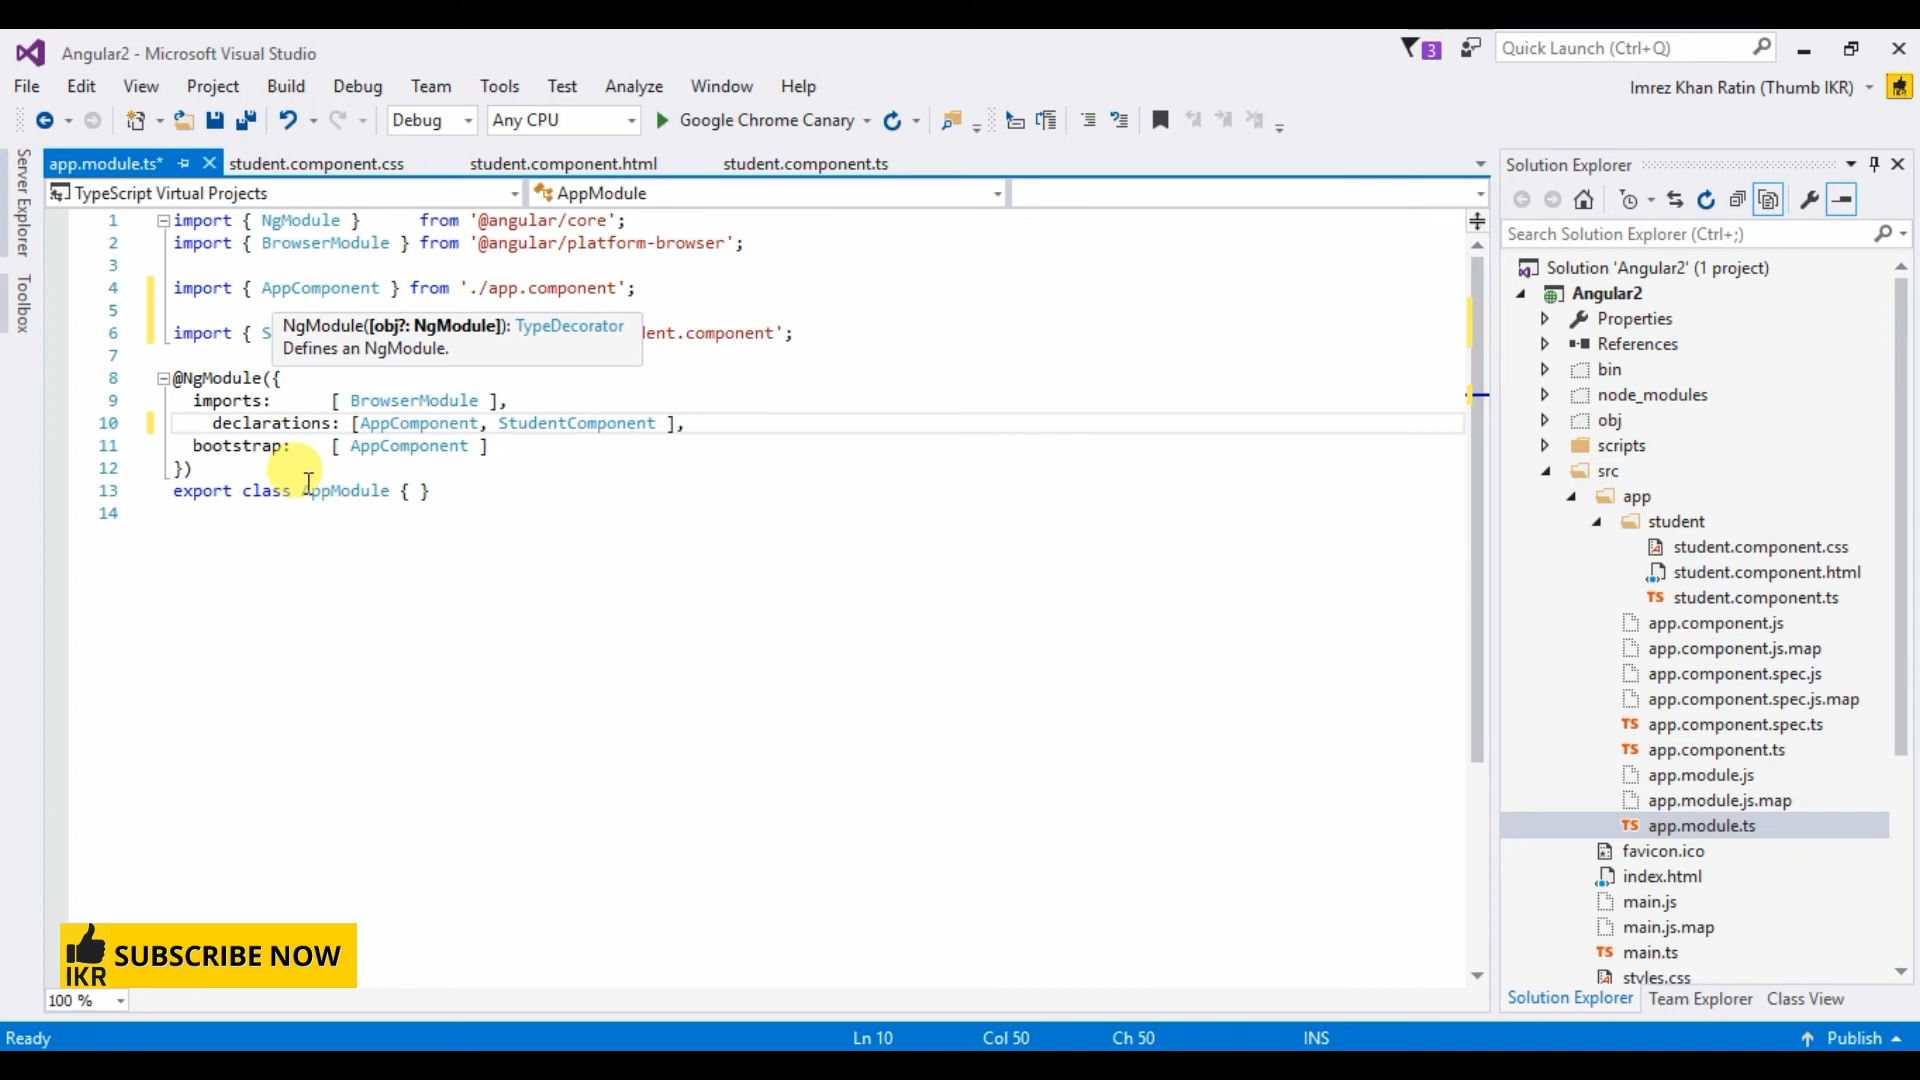 Angular2 - Microsoft Visual Studio
3
Quick Launch (Ctrl+Q)
File Edit View Project Build Debug Team Tools Test Analyze Window Help
Imrez Khan Ratin (Thumb IKR)
IKR
Debug
Any CPU
Google Chrome Canary
Server Explorer
Toolbox
app.module.ts* student.component.css student.component.html student.component.ts
TypeScript Virtual Projects
AppModule
1 import { NgModule } from '@angular/core';
2 import { BrowserModule } from '@angular/platform-browser';
3
4 import { AppComponent } from './app.component';
5
NgModule([obj?: NgModule]): TypeDecorator
Defines an NgModule.
6 import { S dent.component';
7
8 @NgModule({
9 imports: [ BrowserModule ],
10 declarations: [AppComponent, StudentComponent ],
11 bootstrap: [ AppComponent ]
12 })
13 export class AppModule { }
14
IKR
SUBSCRIBE NOW
100 %
Solution Explorer
Search Solution Explorer (Ctrl+;)
Solution 'Angular2' (1 project)
Angular2
Properties
References
bin
node_modules
obj
scripts
src
app
student
student.component.css
student.component.html
TS student.component.ts
app.component.js
app.component.js.map
app.component.spec.js
app.component.spec.js.map
TS app.component.spec.ts
TS app.component.ts
app.module.js
app.module.js.map
TS app.module.ts
favicon.ico
index.html
main.js
main.js.map
TS main.ts
styles.css
Solution Explorer Team Explorer Class View
Ready
Ln 10
Col 50
Ch 50
INS
Publish